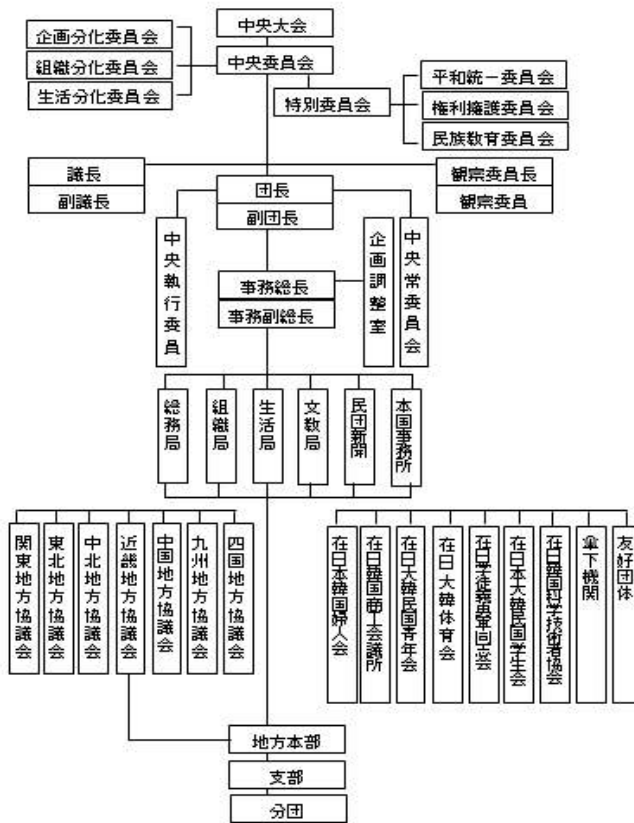 中央大会
企画分化委員会
中央委員会
組織分化委員会
生活分化委員会
特別委員会
平和統一委員会
権利擁護委員会
民族教育委員会
議長
副議長
団長
副団長
観宗委員長
観宗委員
中央執行委員
企画調整室
中央常委員会
事務総長
事務副総長
総務局
組織局
生活局
文数局
民団新聞
本国事務所
関東地方協議会
東北地方協議会
中北地方協議会
近畿地方協議会
中国地方協議会
九州地方協議会
四国地方協議会
在日本韓国婦人会
在日韓国商工会議所
在日大韓民国青年会
在日大韓体育会
在日学徒義勇軍同志会
在日本大韓民国学生会
在日韓国科学技術者協会
傘下機関
友好団体
地方本部
支部
分団